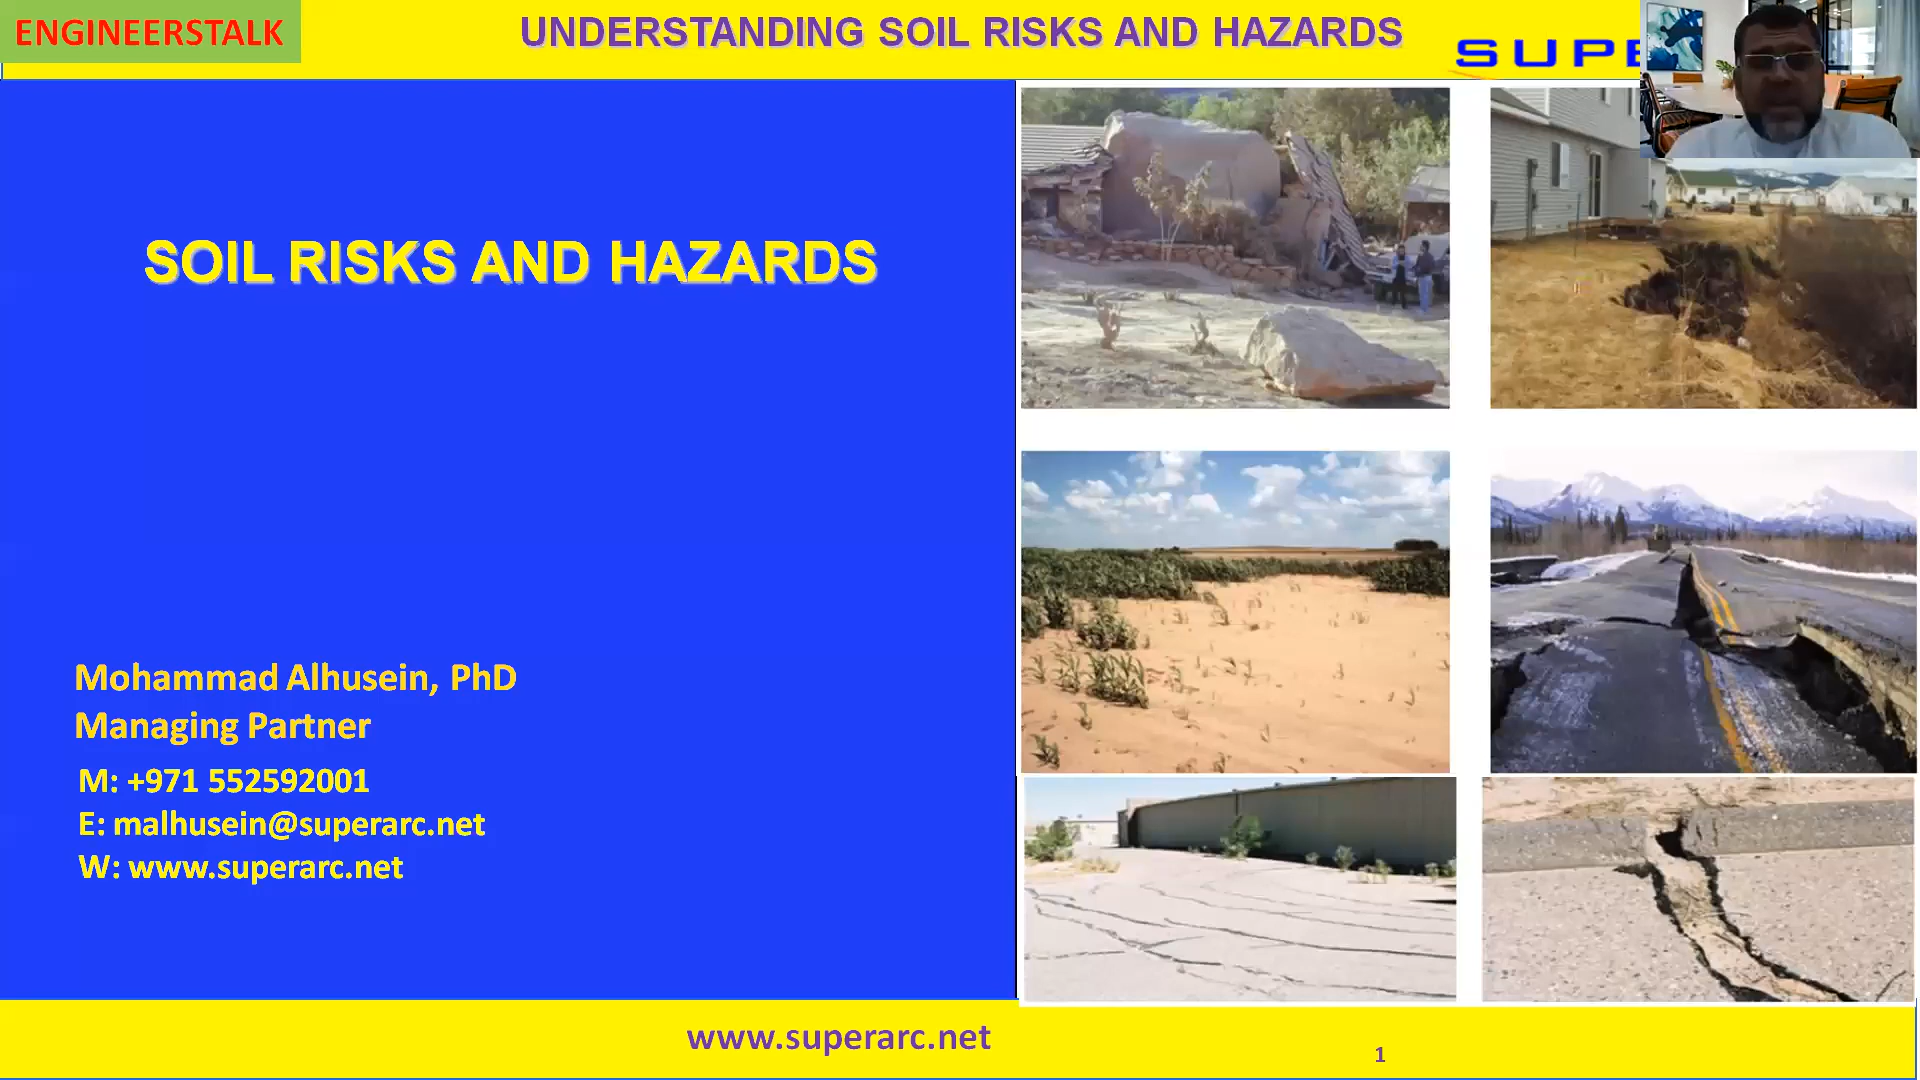 ENGINEERSTALK
UNDERSTANDING SOIL RISKS AND HAZARDS
SUPE
SOIL RISKS AND HAZARDS
Mohammad Alhusein, PhD
Managing Partner
M: +971 552592001
E: malhusein@superarc.net
W: www.superarc.net
www.superarc.net
1